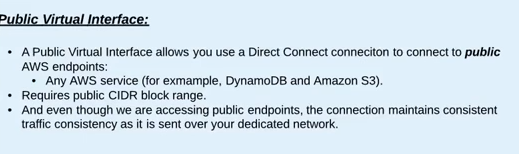 Public Virtual Interface:
• A Public Virtual Interface allows you use a Direct Connect conneciton to connect to public
AWS endpoints:
• Any AWS service (for exmample, DynamoDB and Amazon S3).
• Requires public CIDR block range.
• And even though we are accessing public endpoints, the connection maintains consistent
traffic consistency as it is sent over your dedicated network.